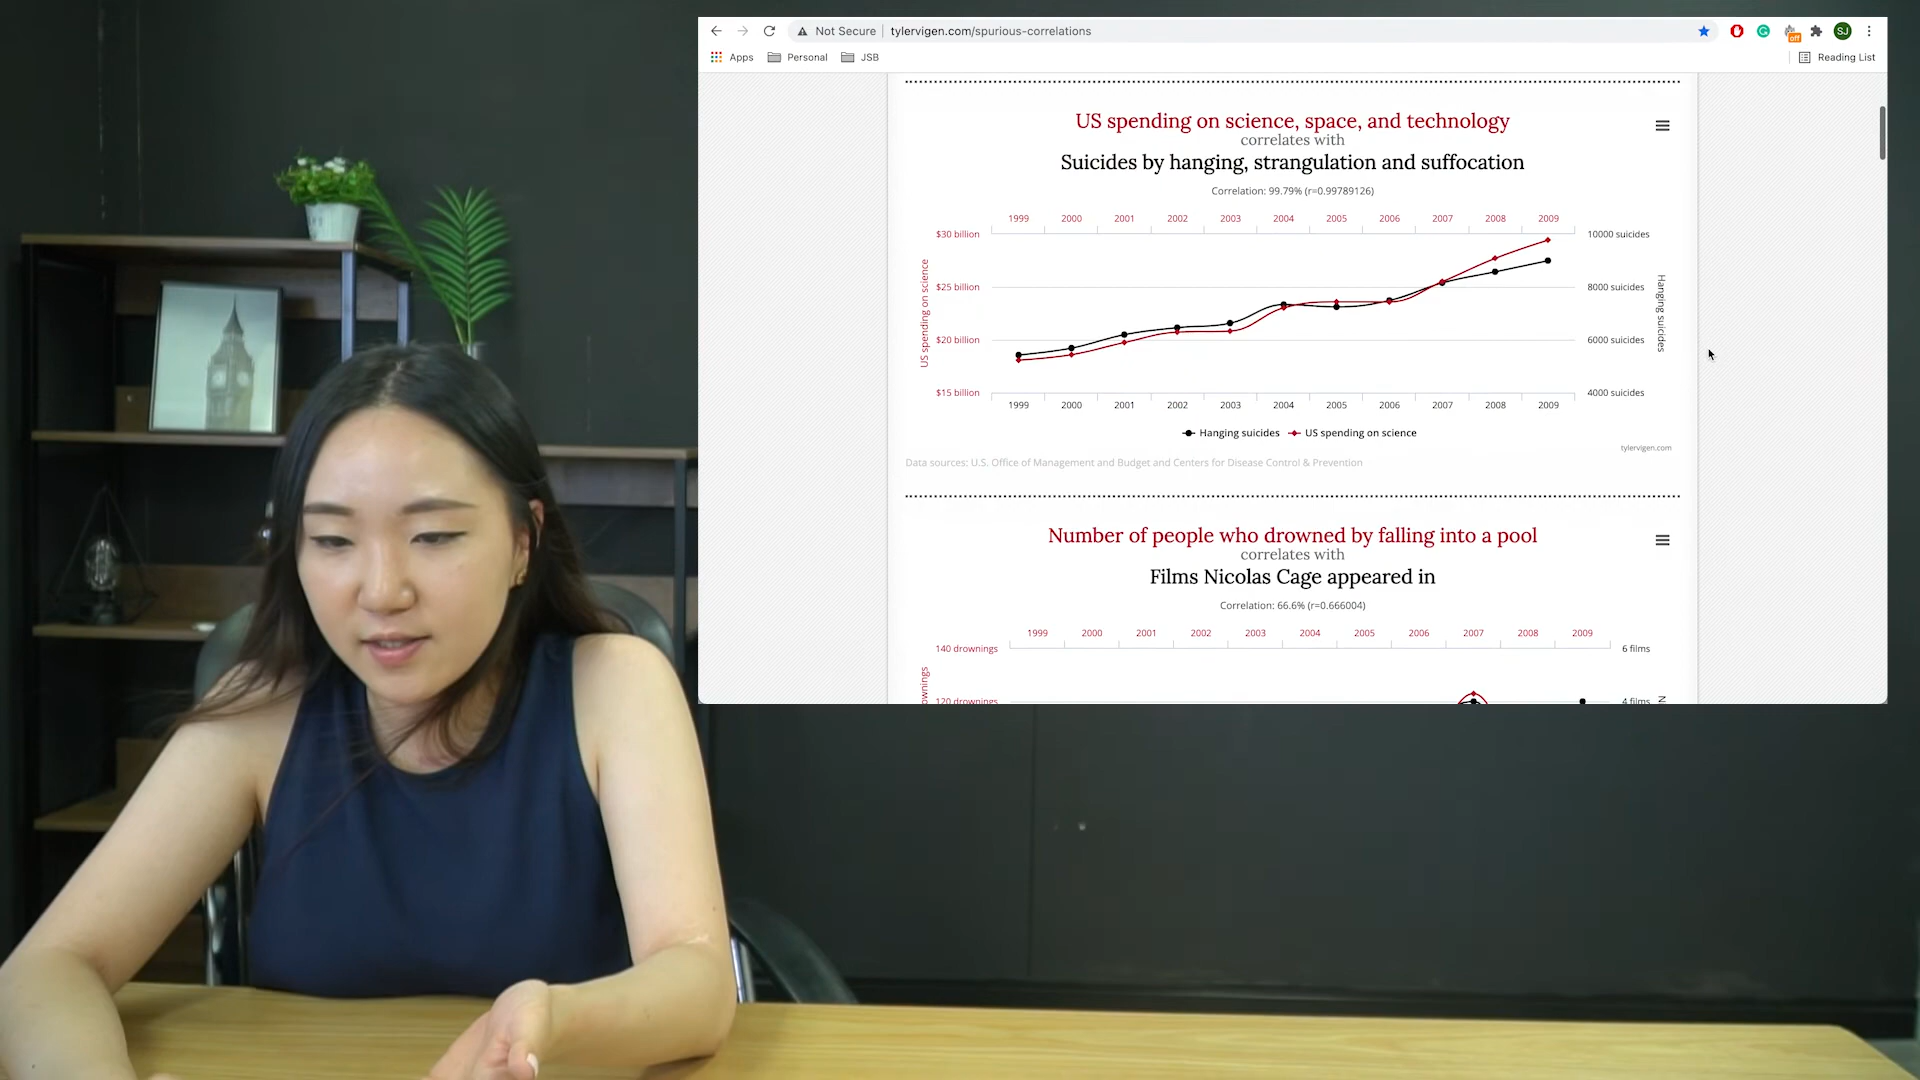 Not Secure tylervigen.com/spurious-correlations SJ
Apps Personal JSB Reading List
US spending on science, space, and technology
correlates with
Suicides by hanging, strangulation and suffocation
Correlation: 99.79% (r=0.99789126)
1999 2000 2001 2002 2003 2004 2005 2006 2007 2008 2009
$30 billion 10000 suicides
$25 billion 8000 suicides
$20 billion 6000 suicides
$15 billion 4000 suicides
US spending on science
Hanging suicides
1999 2000 2001 2002 2003 2004 2005 2006 2007 2008 2009
Hanging suicides US spending on science
tylervigen.com
Data sources: U.S. Office of Management and Budget and Centers for Disease Control & Prevention
Number of people who drowned by falling into a pool
correlates with
Films Nicolas Cage appeared in
Correlation: 66.6% (r=0.666004)
1999 2000 2001 2002 2003 2004 2005 2006 2007 2008 2009
140 drownings 6 films
120 drownings 4 films